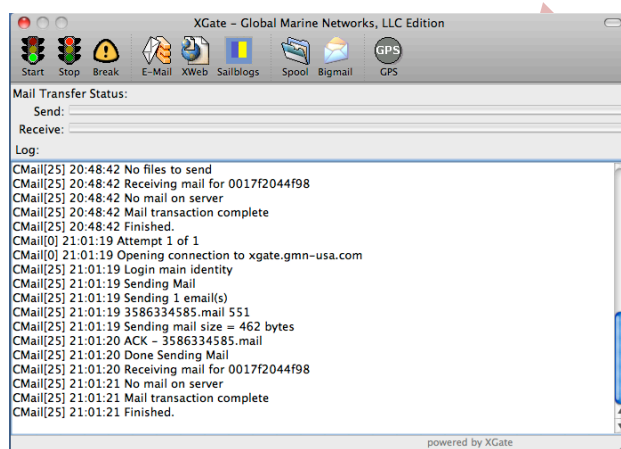 XGate – Global Marine Networks, LLC Edition
GPS
Start Stop Break E-Mail XWeb Sailblogs Spool Bigmail GPS
Mail Transfer Status:
Send:
Receive:
Log:
CMail[25] 20:48:42 No files to send
CMail[25] 20:48:42 Receiving mail for 0017f2044f98
CMail[25] 20:48:42 No mail on server
CMail[25] 20:48:42 Mail transaction complete
CMail[25] 20:48:42 Finished.
CMail[0] 21:01:19 Attempt 1 of 1
CMail[0] 21:01:19 Opening connection to xgate.gmn-usa.com
CMail[25] 21:01:19 Login main identity
CMail[25] 21:01:19 Sending Mail
CMail[25] 21:01:19 Sending 1 email(s)
CMail[25] 21:01:19 3586334585.mail 551
CMail[25] 21:01:19 Sending mail size = 462 bytes
CMail[25] 21:01:20 ACK - 3586334585.mail
CMail[25] 21:01:20 Done Sending Mail
CMail[25] 21:01:20 Receiving mail for 0017f2044f98
CMail[25] 21:01:21 No mail on server
CMail[25] 21:01:21 Mail transaction complete
CMail[25] 21:01:21 Finished.
powered by XGate